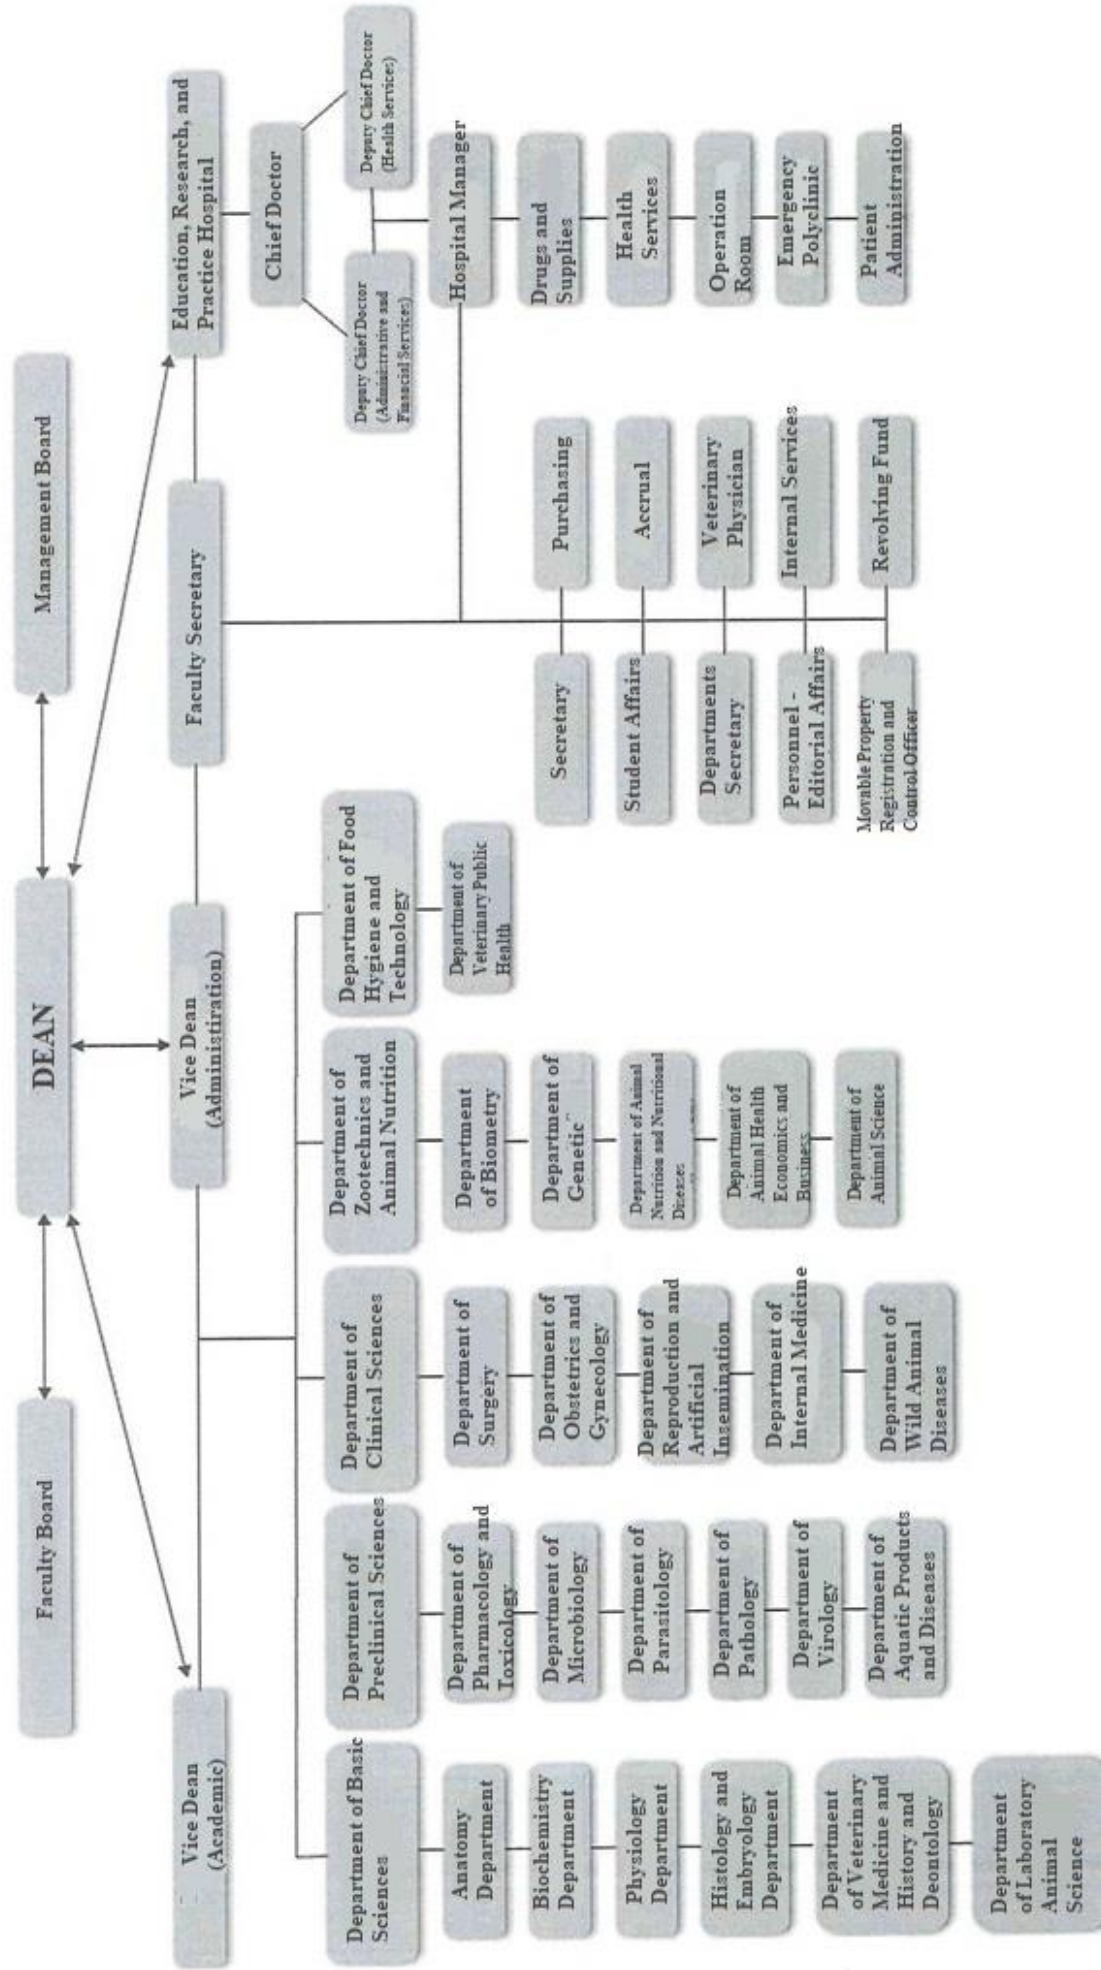 Faculty Board
DEAN
Management Board
Vice Dean
(Academic)
Vice Dean
(Administiration)
Faculty Secretary
Education, Research, and
Practice Hospital
Department of Basic
Sciences
Anatomy
Department
Biochemistry
Department
Physiology
Department
Histology and
Embryology
Department
Department
of Veterinary
Medicine and
History and
Deontology
Department
of Laboratory
Animal
Science
Department of
Preclinical Sciences
Department of
Pharmacology and
Toxicology
Department of
Microbiology
Department of
Parasitology
Department of
Pathology
Department of
Virology
Department of
Aquatic Products
and Diseases
Department of
Clinical Sciences
Department of
Surgery
Department of
Obstetrics and
Gynecology
Department of
Reproduction and
Artificial
Insemination
Department of
Internal Medicine
Department of
Wild Animal
Diseases
Department of
Zootechnics and
Animal Nutrition
Department
of Biometry
Department of
Genetic
Department of Animal
Nutrition and Nutritional
Diseases
Department of
Animal Health
Economics and
Business
Department of
Animal Science
Department of Food
Hygiene and
Technology
Department of
Veterinary Public
Health
Secretary
Purchasing
Student Affairs
Accrual
Departments
Secretary
Veterinary
Physician
Personnel -
Editorial Affairs
Internal Services
Movable Property
Registration and
Control Officer
Revolving Fund
Chief Doctor
Deputy Chief Doctor
(Administrative and
Financial Services)
Deputy Chief Doctor
(Health Services)
Hospital Manager
Drugs and
Supplies
Health
Services
Operation
Room
Emergency
Polyclinic
Patient
Administration